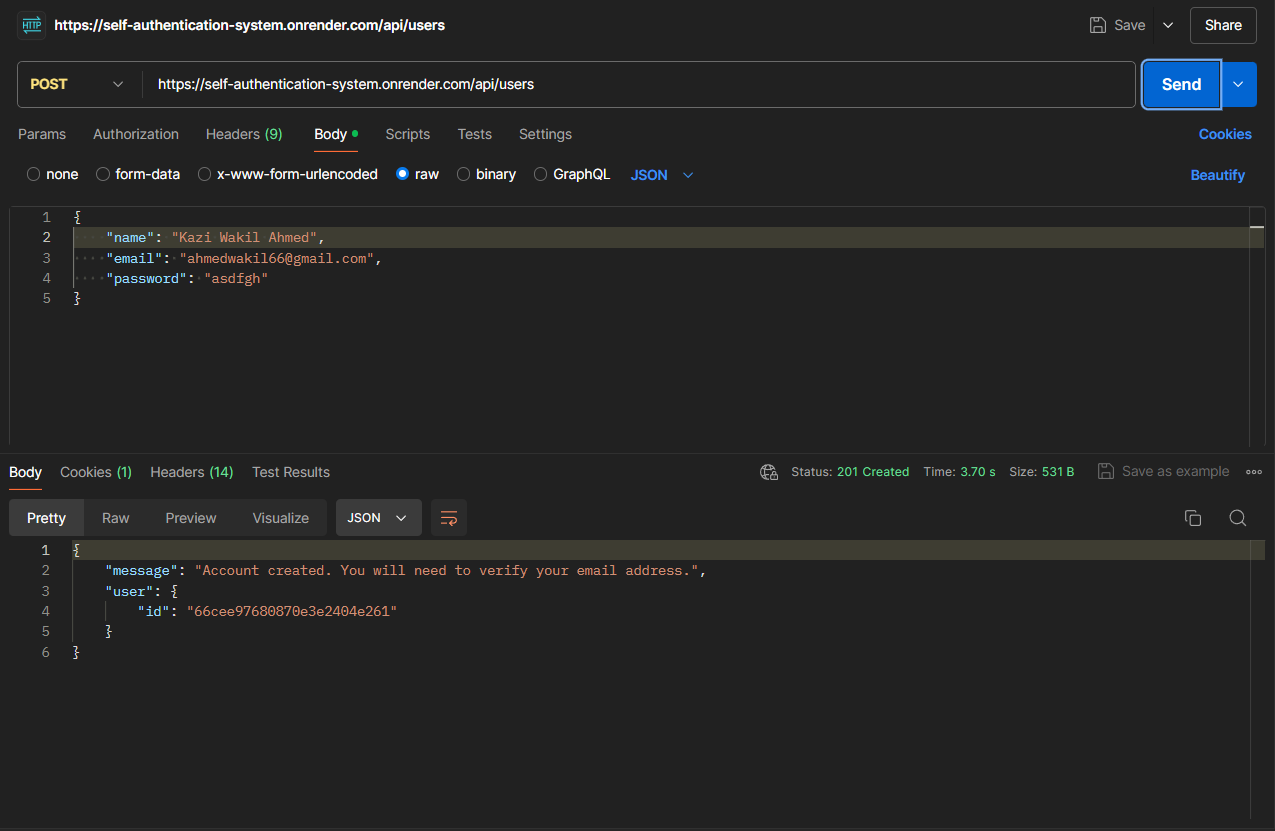 HTTP https://self-authentication-system.onrender.com/api/users Save Share
POST https://self-authentication-system.onrender.com/api/users Send
Params Authorization Headers (9) Body Scripts Tests Settings Cookies
none form-data x-www-form-urlencoded raw binary GraphQL JSON Beautify
1 {
2 "name": "Kazi Wakil Ahmed",
3 "email": "ahmedwakil66@gmail.com",
4 "password": "asdfgh"
5 }
Body Cookies (1) Headers (14) Test Results Status: 201 Created Time: 3.70 s Size: 531 B Save as example
Pretty Raw Preview Visualize JSON
1 {
2 "message": "Account created. You will need to verify your email address.",
3 "user": {
4 "id": "66cee97680870e3e2404e261"
5 }
6 }